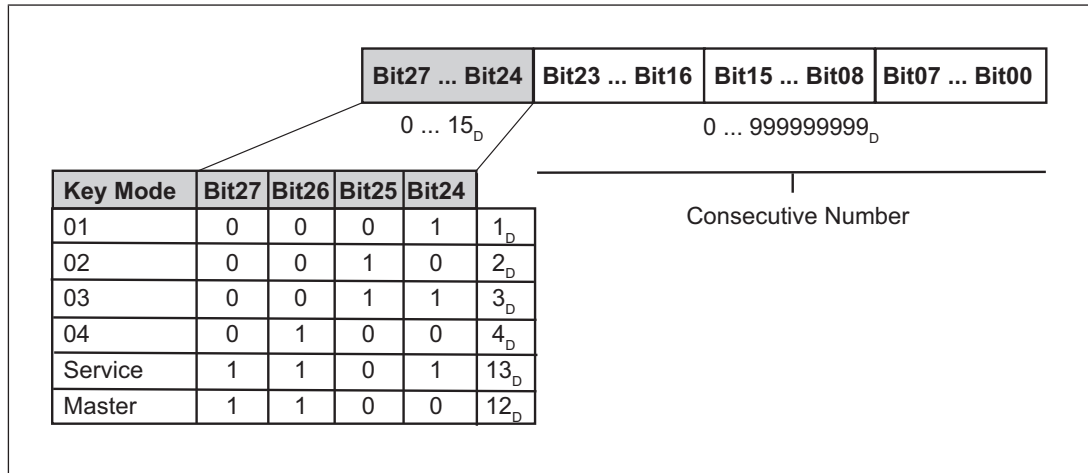 Bit27 ... Bit24 Bit23 ... Bit16 Bit15 ... Bit08 Bit07 ... Bit00
0 ... 15D 0 ... 999999999D
Key Mode Bit27 Bit26 Bit25 Bit24
Consecutive Number
01 0 0 0 1 1D
02 0 0 1 0 2D
03 0 0 1 1 3D
04 0 1 0 0 4D
Service 1 1 0 1 13D
Master 1 1 0 0 12D